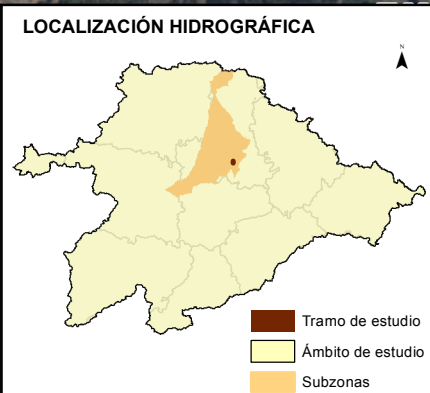 LOCALIZACIÓN HIDROGRÁFICA
N
Tramo de estudio
Ámbito de estudio
Subzonas